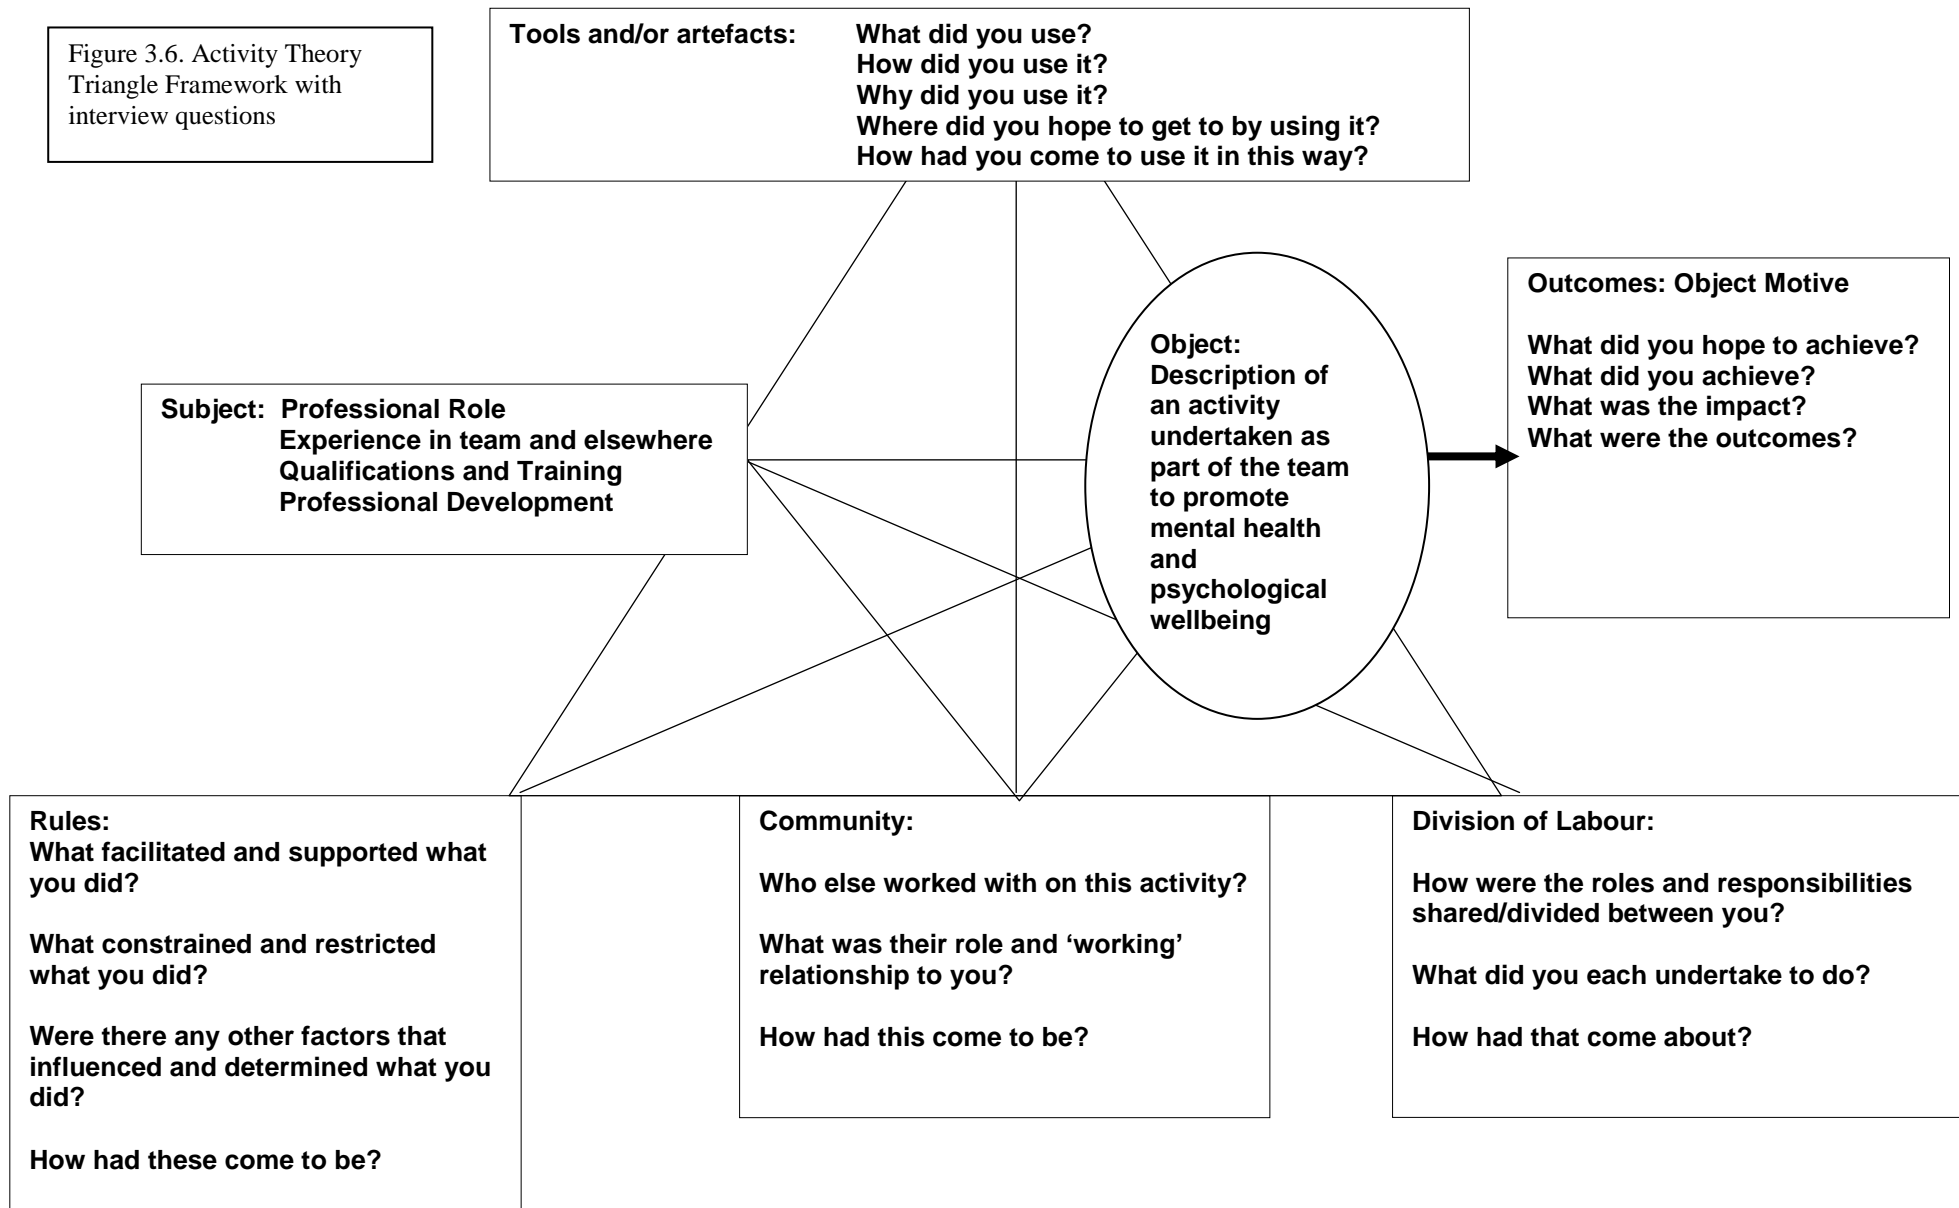 Figure 3.6. Activity Theory
Triangle Framework with
interview questions
Tools and/or artefacts: What did you use?
How did you use it?
Why did you use it?
Where did you hope to get to by using it?
How had you come to use it in this way?
Subject: Professional Role
Experience in team and elsewhere
Qualifications and Training
Professional Development
Object:
Description of
an activity
undertaken as
part of the team
to promote
mental health
and
psychological
wellbeing
Outcomes: Object Motive
What did you hope to achieve?
What did you achieve?
What was the impact?
What were the outcomes?
Rules:
What facilitated and supported what
you did?
What constrained and restricted
what you did?
Were there any other factors that
influenced and determined what you
did?
How had these come to be?
Community:
Who else worked with on this activity?
What was their role and ‘working’
relationship to you?
How had this come to be?
Division of Labour:
How were the roles and responsibilities
shared/divided between you?
What did you each undertake to do?
How had that come about?